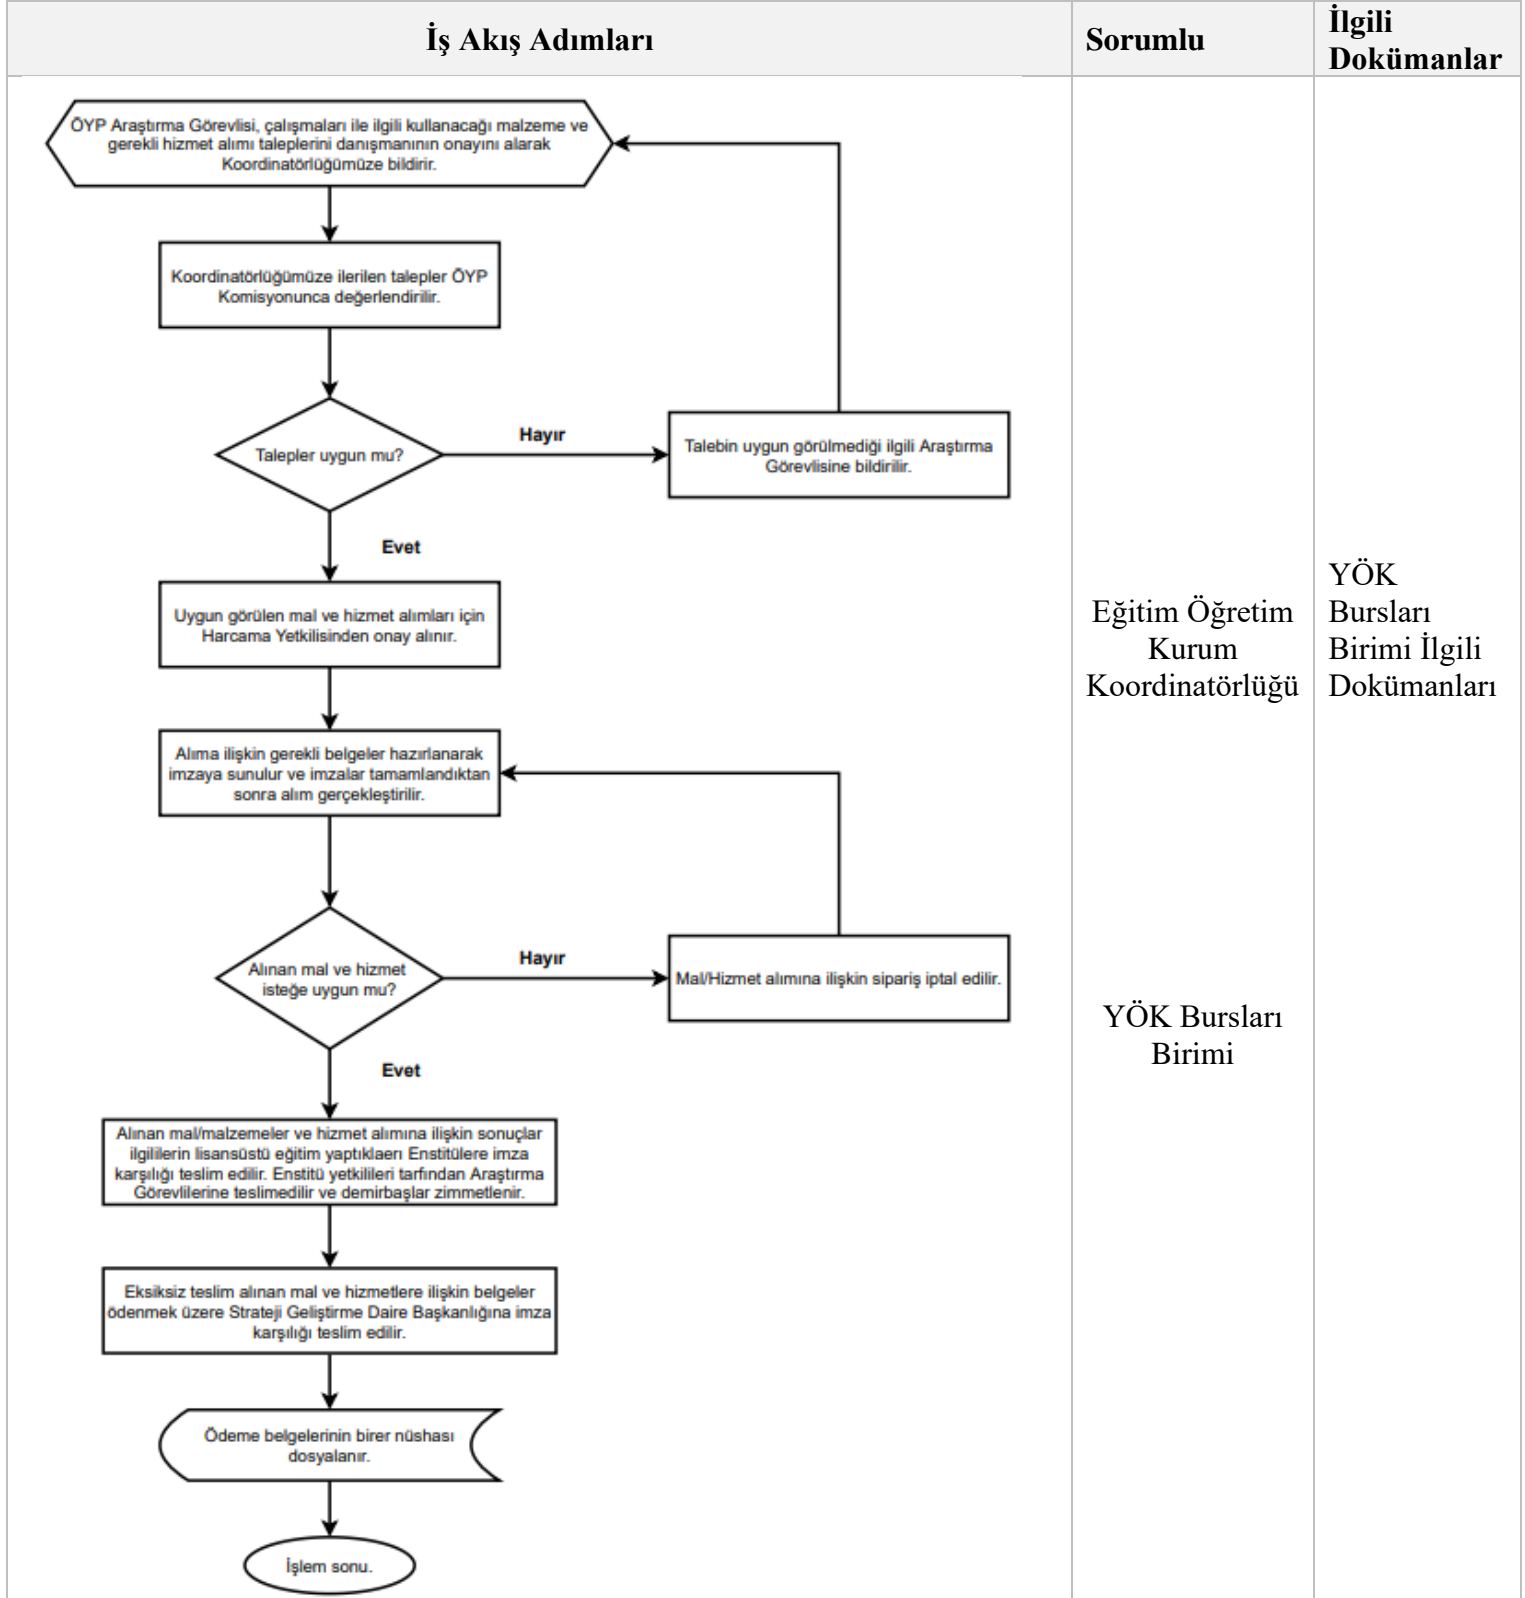 İş Akış Adımları
Sorumlu
İlgili
Dokümanlar
ÖYP Araştırma Görevlisi, çalışmaları ile ilgili kullanacağı malzeme ve
gerekli hizmet alımı taleplerini danışmanının onayını alarak
Koordinatörlüğümüze bildirir.
Koordinatörlüğümüze ilerilen talepler ÖYP
Komisyonunca değerlendirilir.
Talepler uygun mu?
Hayır
Talebin uygun görülmediği ilgili Araştırma
Görevlisine bildirilir.
Evet
Uygun görülen mal ve hizmet alımları için
Harcama Yetkilisinden onay alınır.
Alıma ilişkin gerekli belgeler hazırlanarak
imzaya sunulur ve imzalar tamamlandıktan
sonra alım gerçekleştirilir.
Alınan mal ve hizmet
isteğe uygun mu?
Hayır
Mal/Hizmet alımına ilişkin sipariş iptal edilir.
Evet
Alınan mal/malzemeler ve hizmet alımına ilişkin sonuçlar
ilgililerin lisansüstü eğitim yaptıklaerı Enstitülere imza
karşılığı teslim edilir. Enstitü yetkilileri tarfından Araştırma
Görevlilerine teslimedilir ve demirbaşlar zimmetlenir.
Eksiksiz teslim alınan mal ve hizmetlere ilişkin belgeler
ödenmek üzere Strateji Geliştirme Daire Başkanlığına imza
karşılığı teslim edilir.
Ödeme belgelerinin birer nüshası
dosyalanır.
İşlem sonu.
Eğitim Öğretim
Kurum
Koordinatörlüğü
YÖK Bursları
Birimi
YÖK
Bursları
Birimi İlgili
Dokümanları